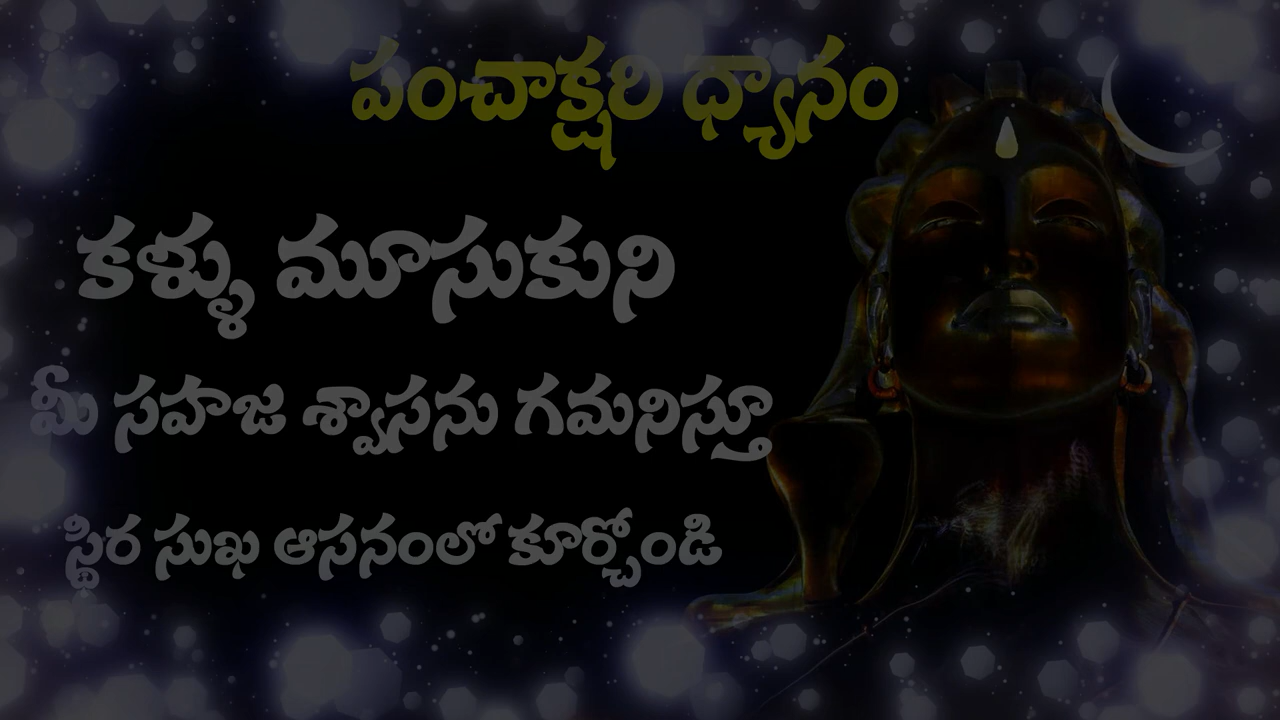 పంచాక్షరి ధ్యానం
కళ్ళు మూసుకుని
మీ సహజ శ్వాసను గమనిస్తూ
స్థిర సుఖ ఆసనంలో కూర్చోండి